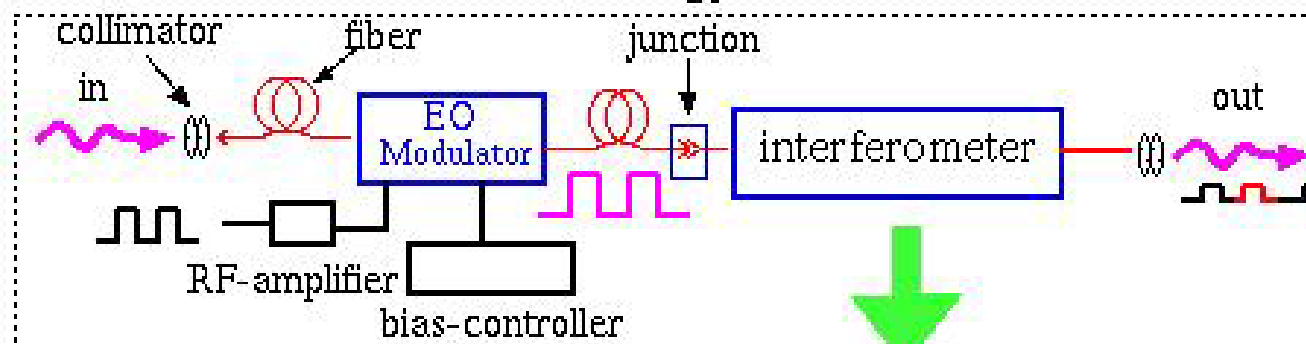 collimator
fiber
junction
in
out
EO
Modulator
interferometer
RF-amplifier
bias-controller